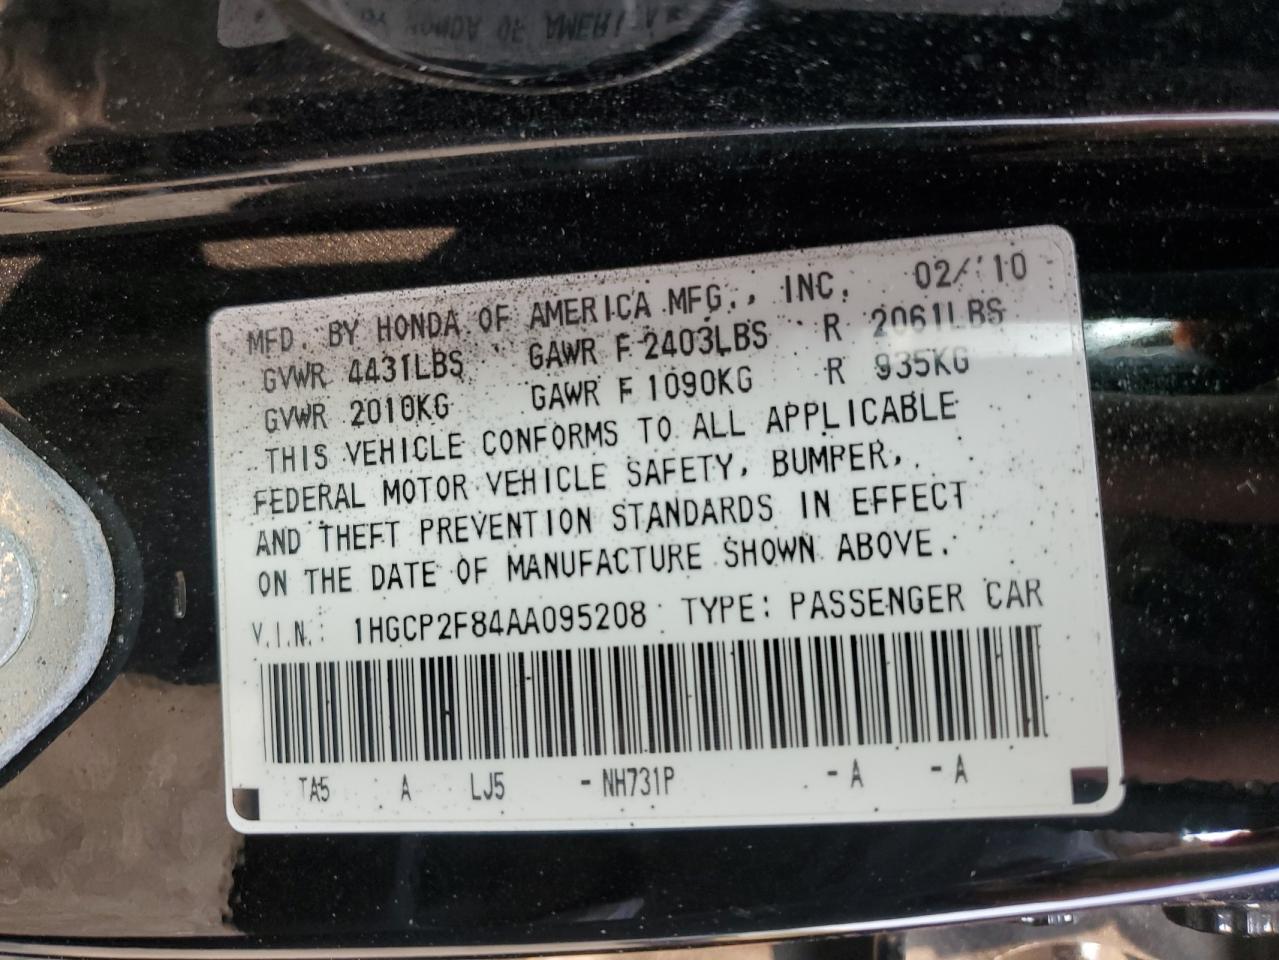 MFD. BY HONDA OF AMERICA MFG., INC. 02/'10
GVWR 4431LBS GAWR F 2403LBS R 2061LBS
GVWR 2010KG GAWR F 1090KG R 935KG
THIS VEHICLE CONFORMS TO ALL APPLICABLE
FEDERAL MOTOR VEHICLE SAFETY, BUMPER,
AND THEFT PREVENTION STANDARDS IN EFFECT
ON THE DATE OF MANUFACTURE SHOWN ABOVE.
V.I.N.: 1HGCP2F84AA095208 TYPE: PASSENGER CAR
TA5 A LJ5 -NH731P -A -A